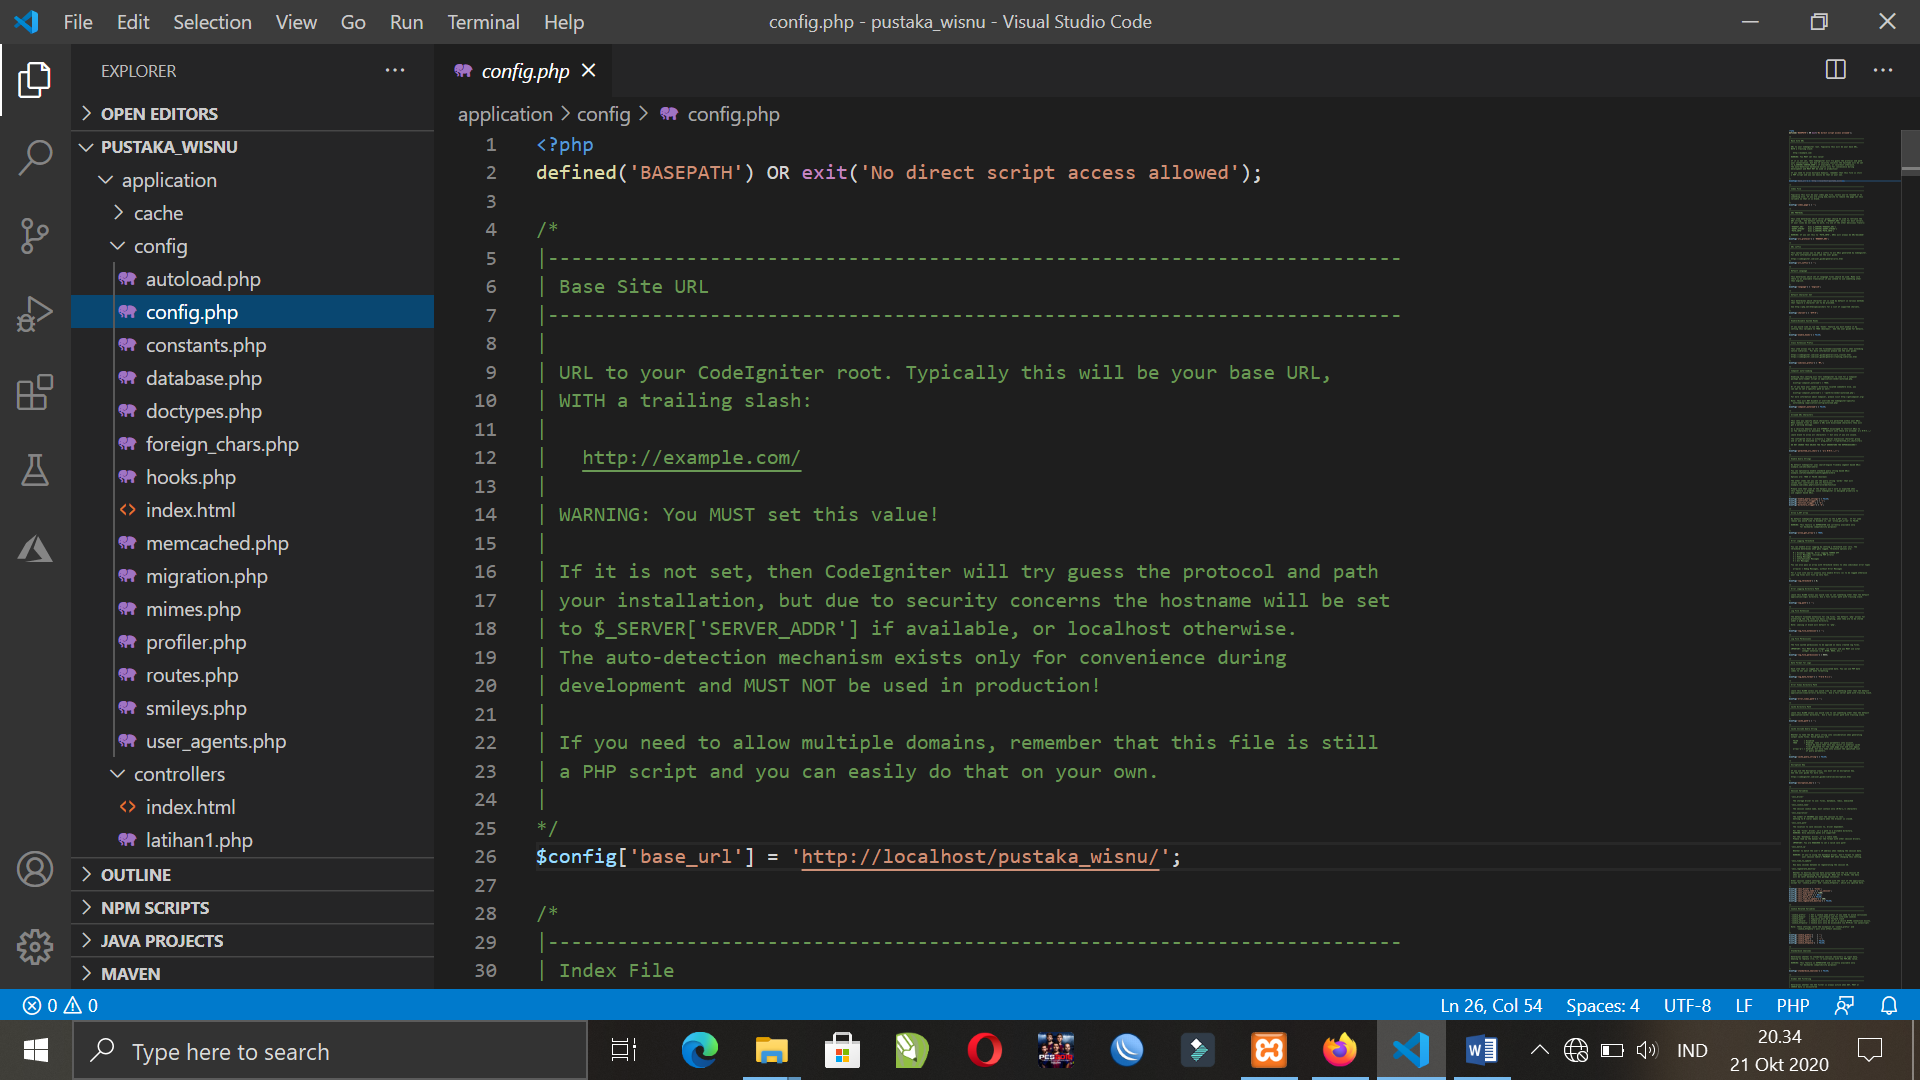 File Edit Selection View Go Run Terminal Help
config.php - pustaka_wisnu - Visual Studio Code
EXPLORER
OPEN EDITORS
PUSTAKA_WISNU
application
cache
config
autoload.php
config.php
constants.php
database.php
doctypes.php
foreign_chars.php
hooks.php
index.html
memcached.php
migration.php
mimes.php
profiler.php
routes.php
smileys.php
user_agents.php
controllers
index.html
latihan1.php
OUTLINE
NPM SCRIPTS
JAVA PROJECTS
MAVEN
config.php
application > config > config.php
1 <?php
2 defined('BASEPATH') OR exit('No direct script access allowed');
3
4 /*
5 |--------------------------------------------------------------------------
6 | Base Site URL
7 |--------------------------------------------------------------------------
8 |
9 | URL to your CodeIgniter root. Typically this will be your base URL,
10 | WITH a trailing slash:
11 |
12 | http://example.com/
13 |
14 | WARNING: You MUST set this value!
15 |
16 | If it is not set, then CodeIgniter will try guess the protocol and path
17 | your installation, but due to security concerns the hostname will be set
18 | to $_SERVER['SERVER_ADDR'] if available, or localhost otherwise.
19 | The auto-detection mechanism exists only for convenience during
20 | development and MUST NOT be used in production!
21 |
22 | If you need to allow multiple domains, remember that this file is still
23 | a PHP script and you can easily do that on your own.
24 |
25 */
26 $config['base_url'] = 'http://localhost/pustaka_wisnu/';
27
28 /*
29 |--------------------------------------------------------------------------
30 | Index File
0 0
Ln 26, Col 54 Spaces: 4 UTF-8 LF PHP
Type here to search
IND
20.34
21 Okt 2020